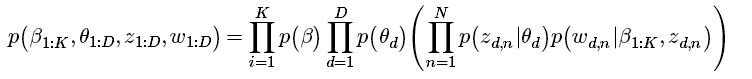 p(β_{1:K}, θ_{1:D}, z_{1:D}, w_{1:D}) = ∏_{i=1}^{K} p(β) ∏_{d=1}^{D} p(θ_d) (∏_{n=1}^{N} p(z_{d,n}|θ_d) p(w_{d,n}|β_{1:K}, z_{d,n}))